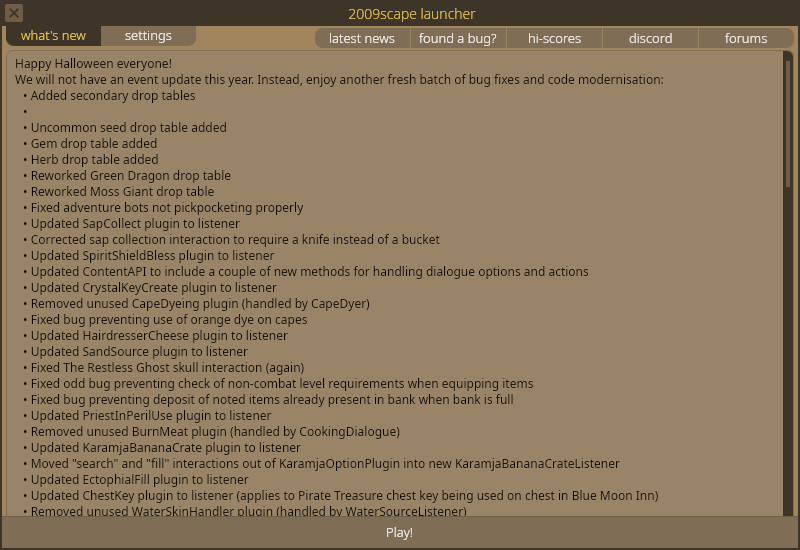 2009scape launcher
what's new
settings
latest news
found a bug?
hi-scores
discord
forums
Happy Halloween everyone!
We will not have an event update this year. Instead, enjoy another fresh batch of bug fixes and code modernisation:
• Added secondary drop tables
•
• Uncommon seed drop table added
• Gem drop table added
• Herb drop table added
• Reworked Green Dragon drop table
• Reworked Moss Giant drop table
• Fixed adventure bots not pickpocketing properly
• Updated SapCollect plugin to listener
• Corrected sap collection interaction to require a knife instead of a bucket
• Updated SpiritShieldBless plugin to listener
• Updated ContentAPI to include a couple of new methods for handling dialogue options and actions
• Updated CrystalKeyCreate plugin to listener
• Removed unused CapeDyeing plugin (handled by CapeDyer)
• Fixed bug preventing use of orange dye on capes
• Updated HairdresserCheese plugin to listener
• Updated SandSource plugin to listener
• Fixed The Restless Ghost skull interaction (again)
• Fixed odd bug preventing check of non-combat level requirements when equipping items
• Fixed bug preventing deposit of noted items already present in bank when bank is full
• Updated PriestInPerilUse plugin to listener
• Removed unused BurnMeat plugin (handled by CookingDialogue)
• Updated KaramjaBananaCrate plugin to listener
• Moved "search" and "fill" interactions out of KaramjaOptionPlugin into new KaramjaBananaCrateListener
• Updated EctophialFill plugin to listener
• Updated ChestKey plugin to listener (applies to Pirate Treasure chest key being used on chest in Blue Moon Inn)
• Removed unused WaterSkinHandler plugin (handled by WaterSourceListener)
Play!